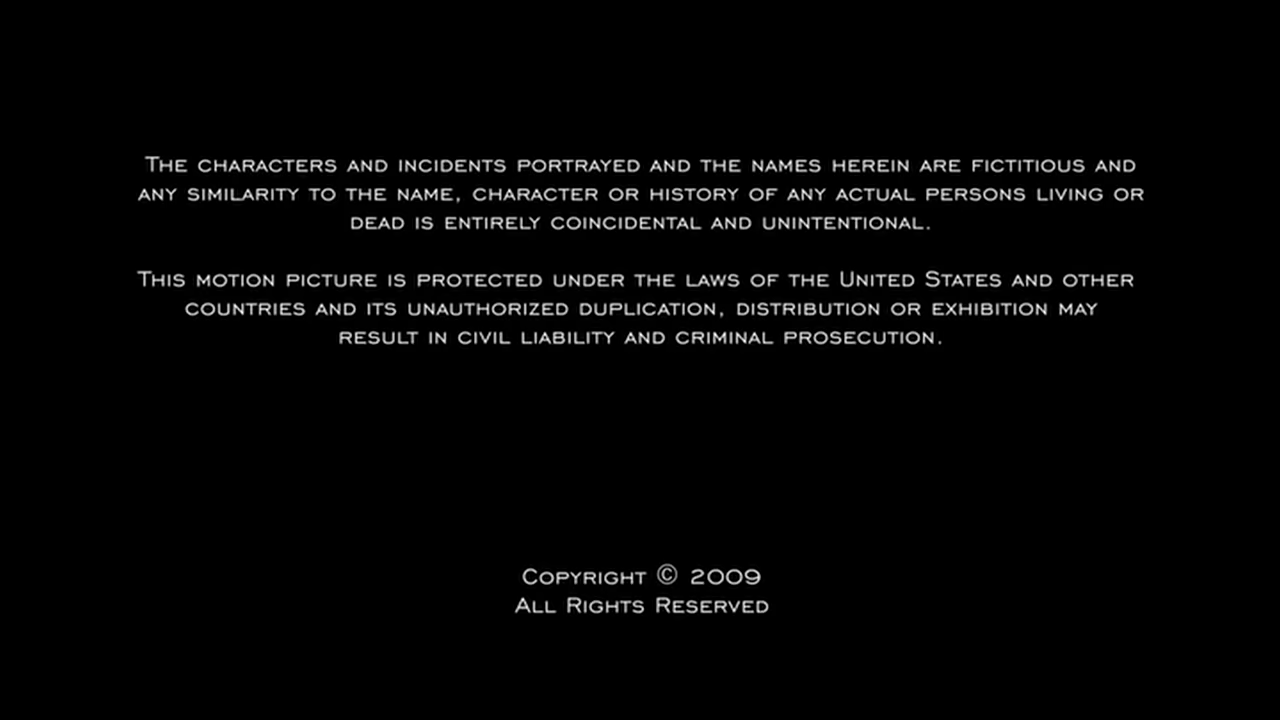 The characters and incidents portrayed and the names herein are fictitious and
any similarity to the name, character or history of any actual persons living or
dead is entirely coincidental and unintentional.
This motion picture is protected under the laws of the United States and other
countries and its unauthorized duplication, distribution or exhibition may
result in civil liability and criminal prosecution.
Copyright © 2009
All Rights Reserved